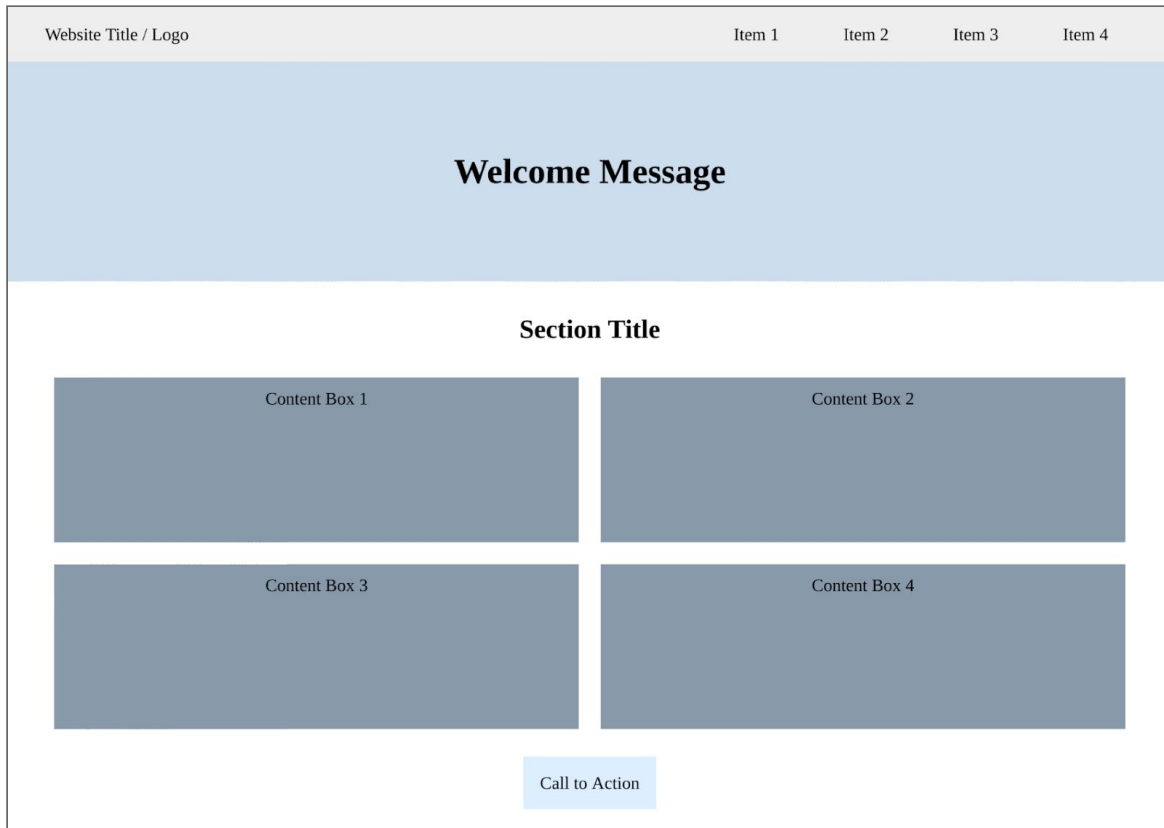 Website Title / Logo
Item 1
Item 2
Item 3
Item 4
Welcome Message
Section Title
Content Box 1
Content Box 2
Content Box 3
Content Box 4
Call to Action